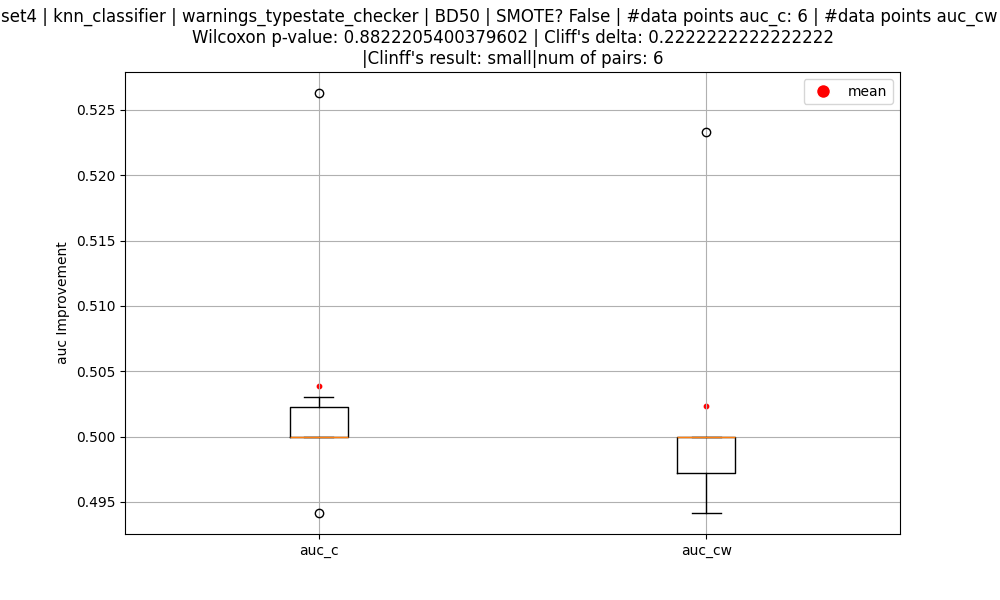 set4 | knn_classifier | warnings_typestate_checker | BD50 | SMOTE? False | #data points auc_c: 6 | #data points auc_cw
Wilcoxon p-value: 0.8822205400379602 | Cliff's delta: 0.2222222222222222
|Clinff's result: small|num of pairs: 6
mean
0.525
0.520
0.515
0.510
0.505
0.500
0.495
auc Improvement
auc_c
auc_cw